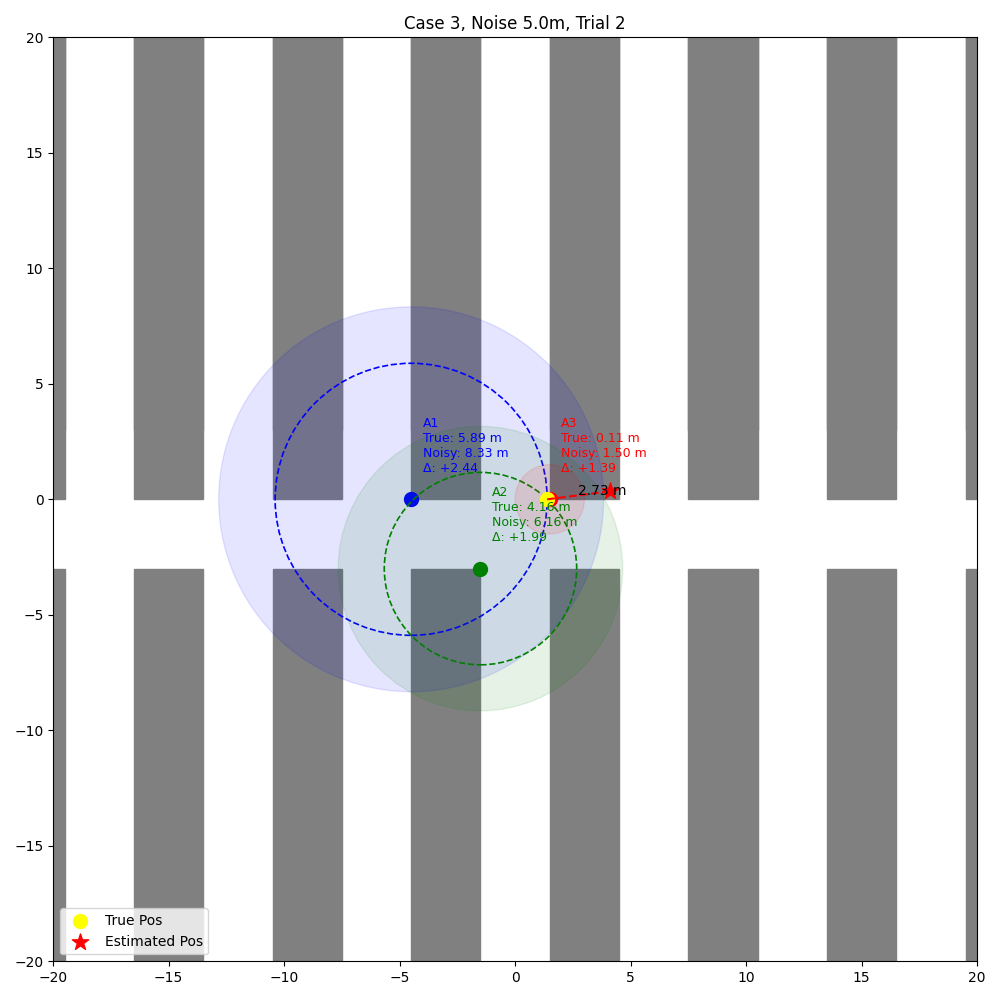 Case 3, Noise 5.0m, Trial 2
20
15
10
5
0
−5
−10
−15
−20
A1
True: 5.89 m
Noisy: 8.33 m
Δ: +2.44
A3
True: 0.11 m
Noisy: 1.50 m
Δ: +1.39
2.73 m
A2
True: 4.16 m
Noisy: 6.16 m
Δ: +1.99
True Pos
Estimated Pos
−20
−15
−10
−5
0
5
10
15
20